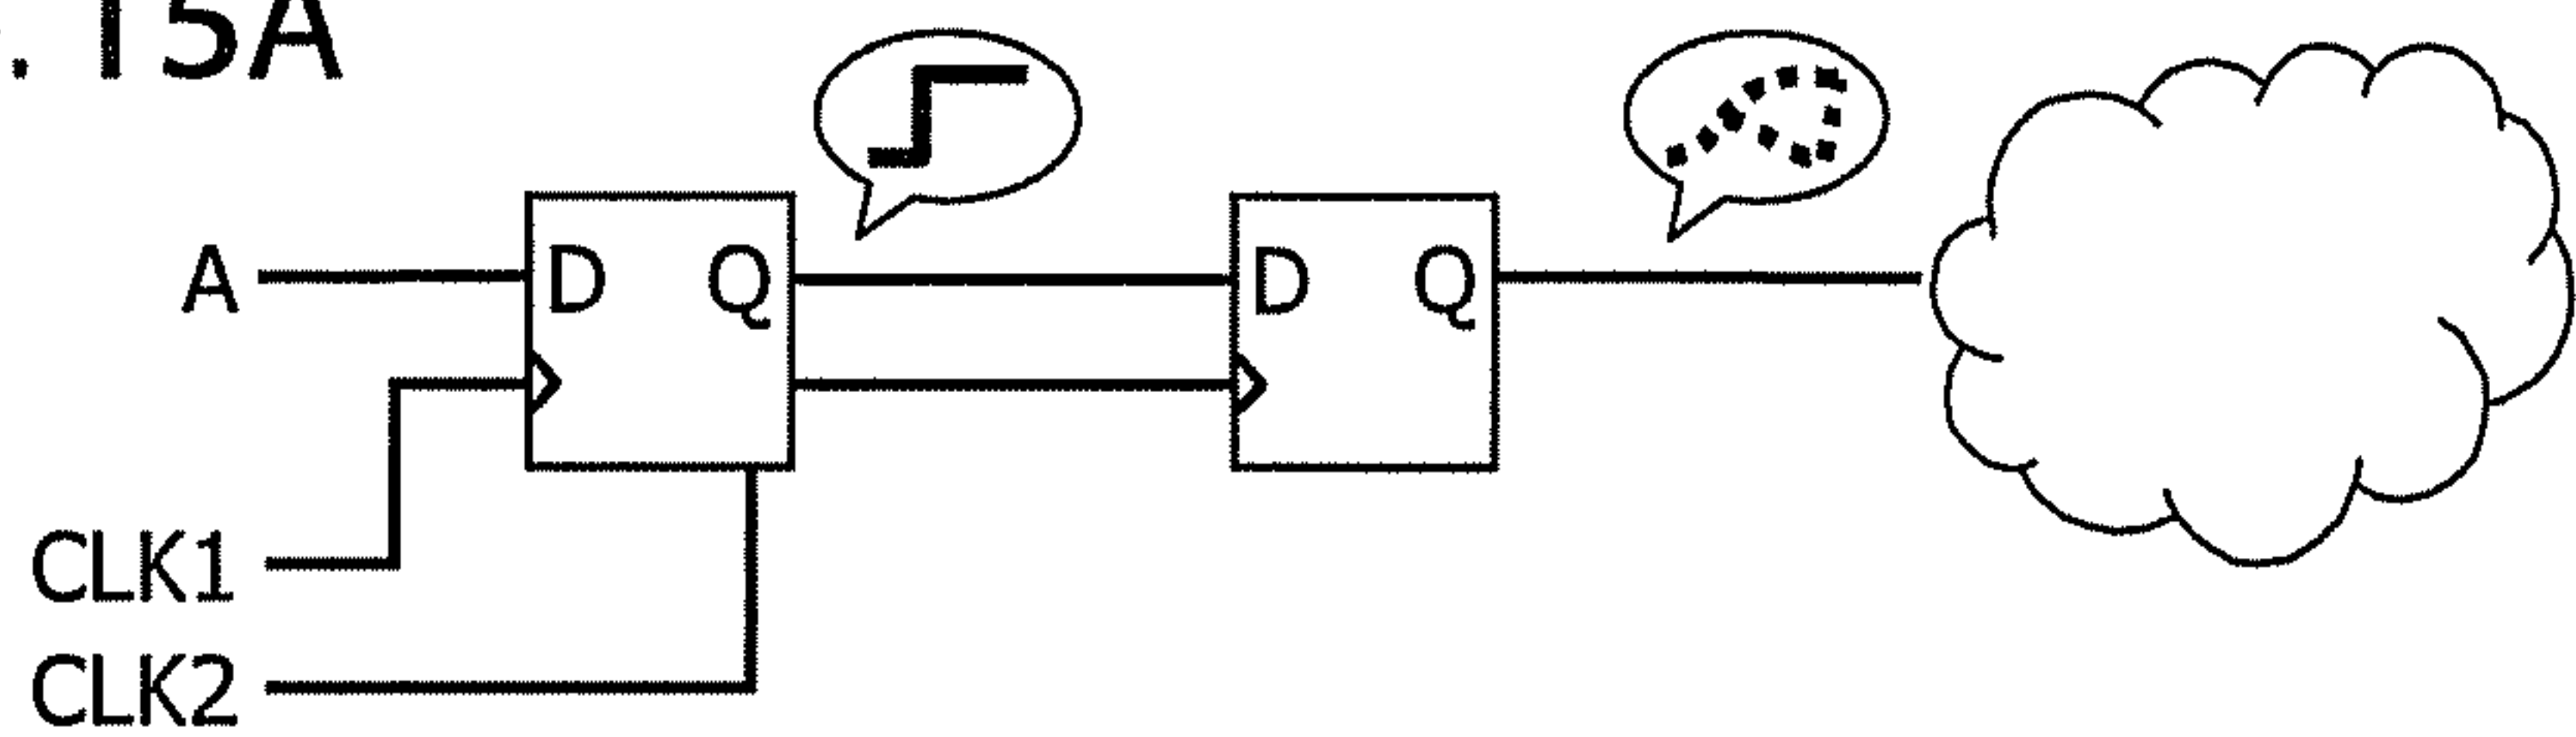 . 15A
A
D Q
D Q
CLK1
CLK2